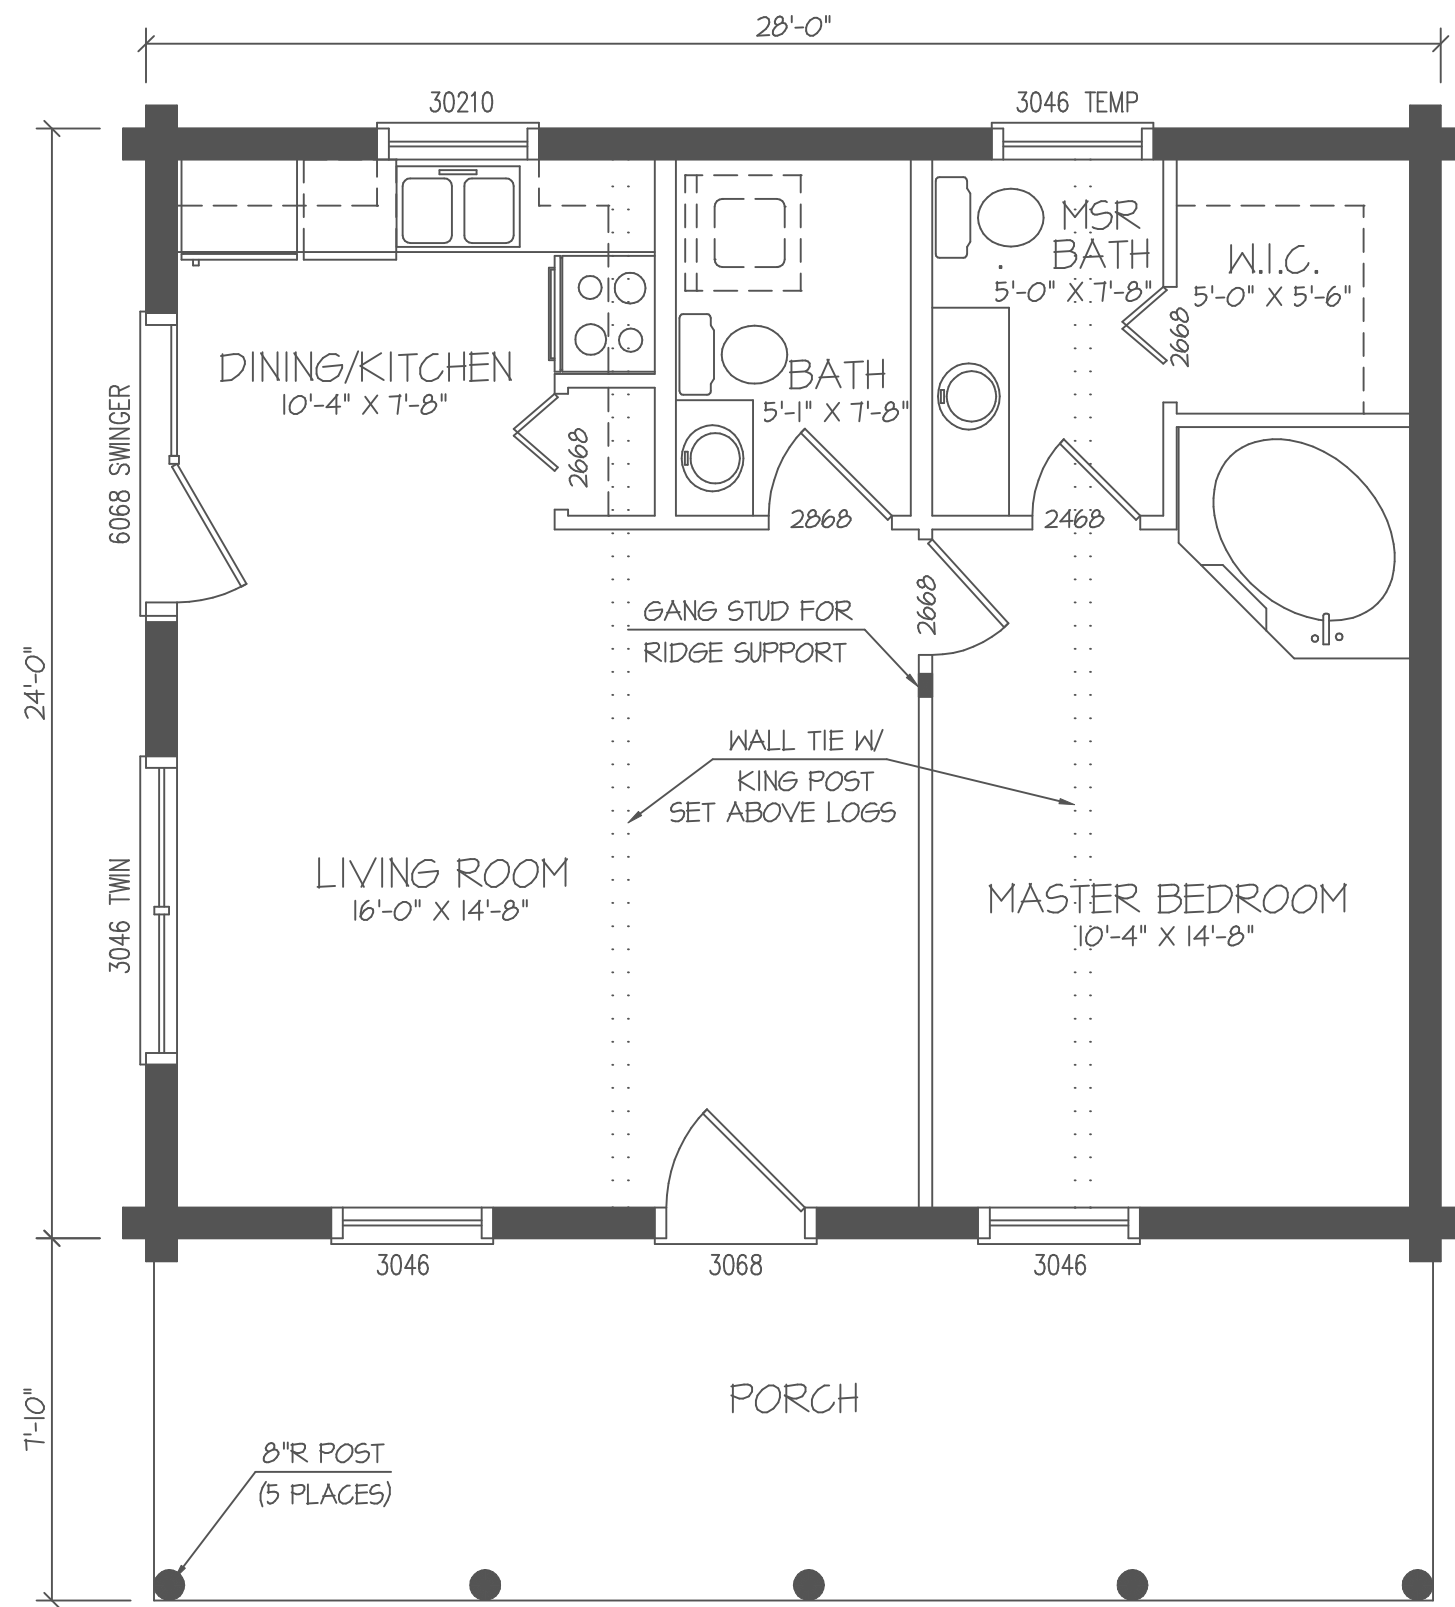 28'-0"
30210
3046 TEMP
MSR
BATH
5'-0" X 7'-8"
W.I.C.
5'-0" X 5'-6"
2668
DINING/KITCHEN
10'-4" X 7'-8"
BATH
5'-1" X 7'-8"
6068 SWINGER
2668
2868
2468
2668
GANG STUD FOR
RIDGE SUPPORT
24'-0"
WALL TIE W/
KING POST
SET ABOVE LOGS
3046 TWIN
LIVING ROOM
16'-0" X 14'-8"
MASTER BEDROOM
10'-4" X 14'-8"
3046
3068
3046
PORCH
7'-10"
8"R POST
(5 PLACES)